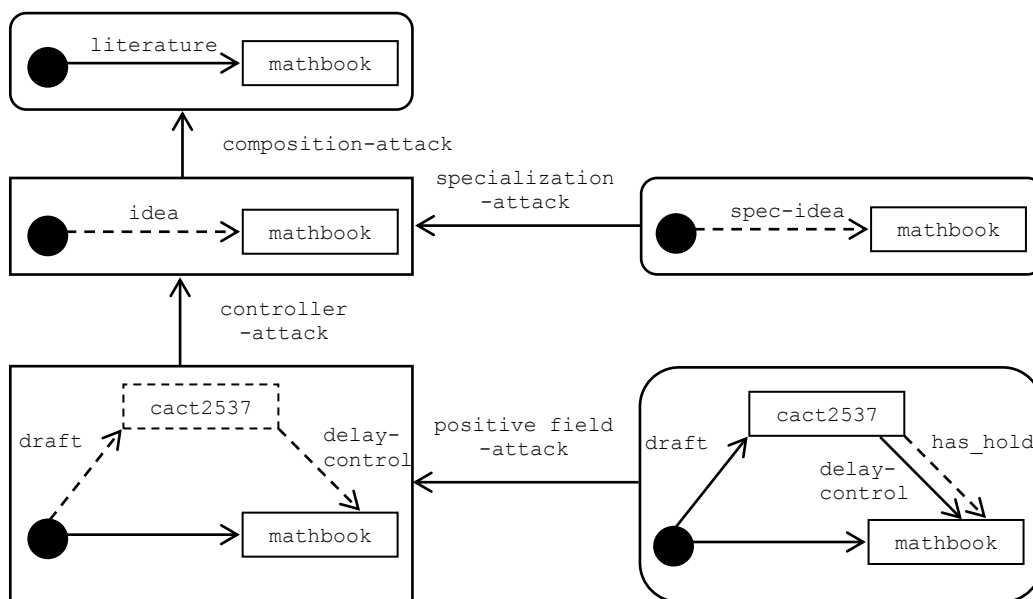 literature
mathbook
composition-attack
idea
mathbook
specialization
-attack
spec-idea
mathbook
controller
-attack
cact2537
draft
delay-
control
mathbook
positive field
-attack
cact2537
draft
has_hold
delay-
control
mathbook